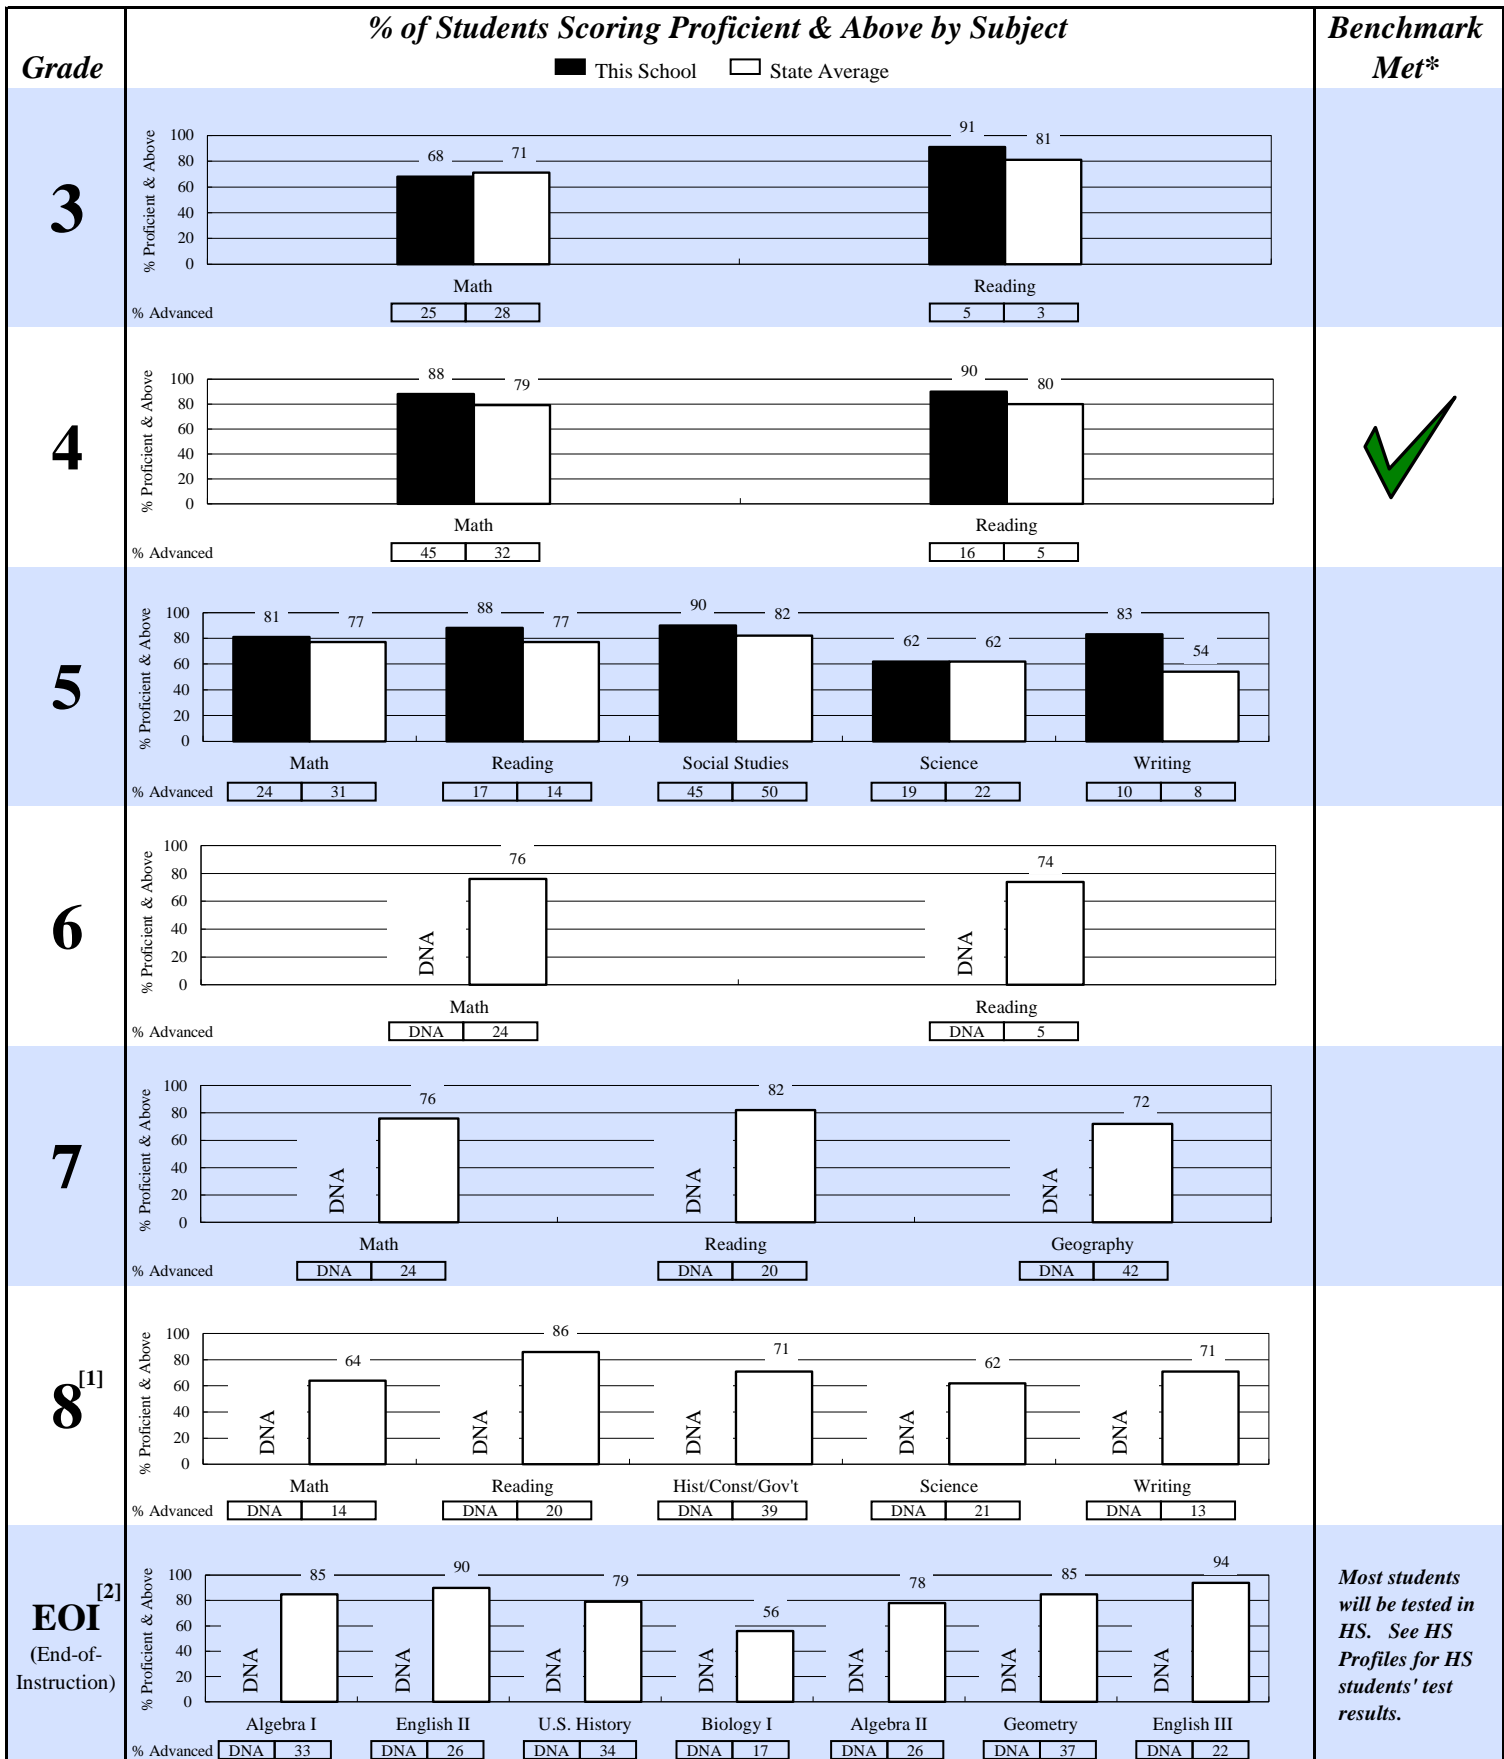 % of Students Scoring Proficient & Above by Subject
Benchmark
Met*
Grade
This School State Average
3
% Proficient & Above
100
80
60
40
20
0
68 71 91 81
Math Reading
% Advanced 25 28 5 3
4
% Proficient & Above
100
80
60
40
20
0
88 79 90 80
Math Reading
% Advanced 45 32 16 5
5
% Proficient & Above
100
80
60
40
20
0
81 77 88 77 90 82 62 62 83 54
Math Reading Social Studies Science Writing
% Advanced 24 31 17 14 45 50 19 22 10 8
6
% Proficient & Above
100
80
60
40
20
0
DNA 76 DNA 74
Math Reading
% Advanced DNA 24 DNA 5
7
% Proficient & Above
100
80
60
40
20
0
DNA 76 DNA 82 DNA 72
Math Reading Geography
% Advanced DNA 24 DNA 20 DNA 42
8[1]
% Proficient & Above
100
80
60
40
20
0
DNA 64 DNA 86 DNA 71 DNA 62 DNA 71
Math Reading Hist/Const/Gov't Science Writing
% Advanced DNA 14 DNA 20 DNA 39 DNA 21 DNA 13
EOI[2]
(End-of-
Instruction)
% Proficient & Above
100
80
60
40
20
0
DNA 85 DNA 90 DNA 79 DNA 56 DNA 78 DNA 85 DNA 94
Algebra I English II U.S. History Biology I Algebra II Geometry English III
% Advanced DNA 33 DNA 26 DNA 34 DNA 17 DNA 26 DNA 37 DNA 22
Most students
will be tested in
HS. See HS
Profiles for HS
students' test
results.